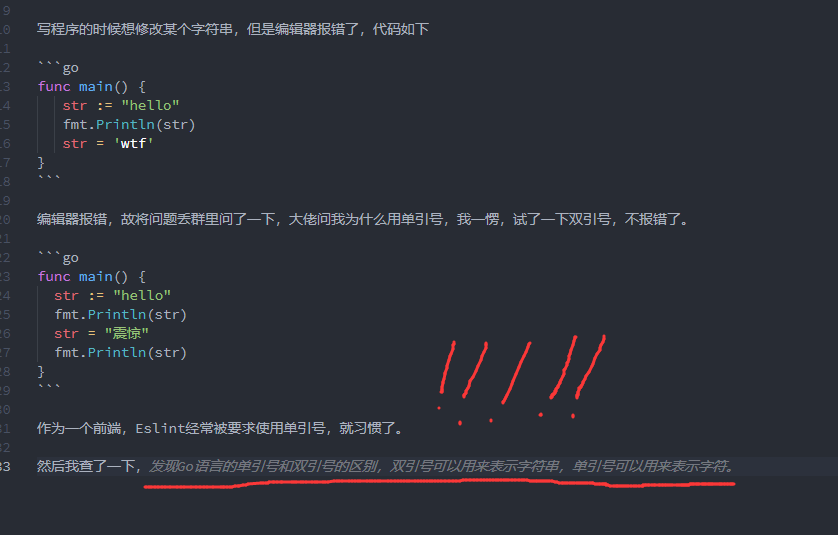 9
10 写程序的时候想修改某个字符串，但是编辑器报错了，代码如下
11
12 ```go
13 func main() {
14 str := "hello"
15 fmt.Println(str)
16 str = 'wtf'
17 }
18 ```
19
20 编辑器报错，故将问题丢群里问了一下，大佬问我为什么用单引号，我一愣，试了一下双引号，不报错了。
21
22 ```go
23 func main() {
24 str := "hello"
25 fmt.Println(str)
26 str = "震惊"
27 fmt.Println(str)
28 }
29 ```
30
31 作为一个前端，Eslint经常被要求使用单引号，就习惯了。
32
33 然后我查了一下，发现Go语言的单引号和双引号的区别，双引号可以用来表示字符串，单引号可以用来表示字符。
!!!!!